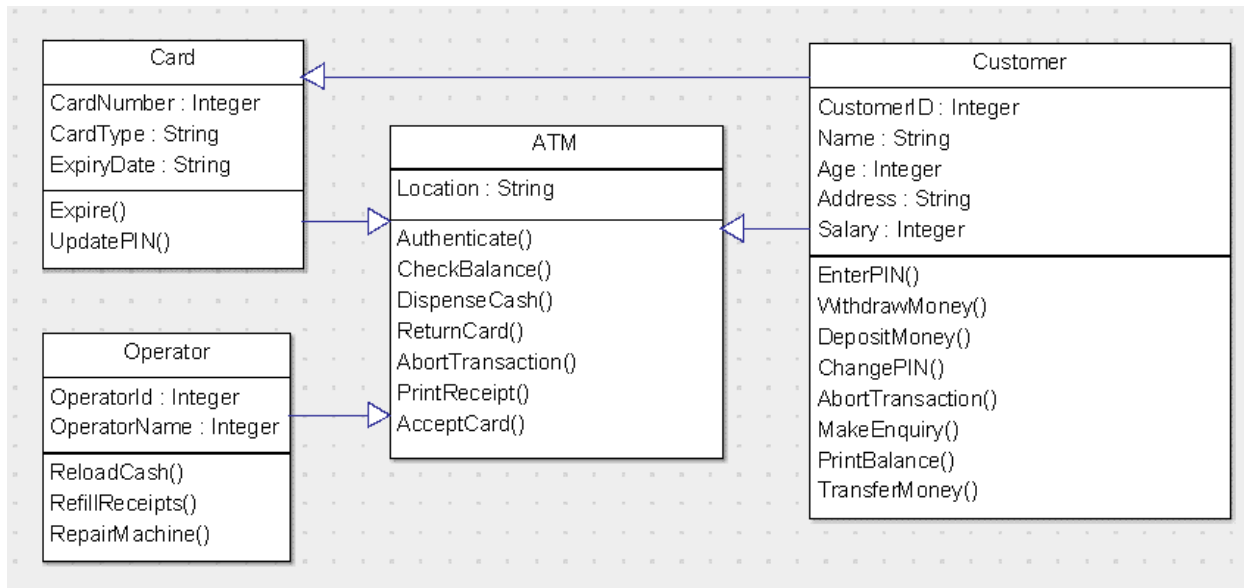 Card
CardNumber : Integer
CardType : String
ExpiryDate : String
Expire()
UpdatePIN()
Operator
OperatorId : Integer
OperatorName : Integer
ReloadCash()
RefillReceipts()
RepairMachine()
ATM
Location : String
Authenticate()
CheckBalance()
DispenseCash()
ReturnCard()
AbortTransaction()
PrintReceipt()
AcceptCard()
Customer
CustomerID : Integer
Name : String
Age : Integer
Address : String
Salary : Integer
EnterPIN()
WithdrawMoney()
DepositMoney()
ChangePIN()
AbortTransaction()
MakeEnquiry()
PrintBalance()
TransferMoney()